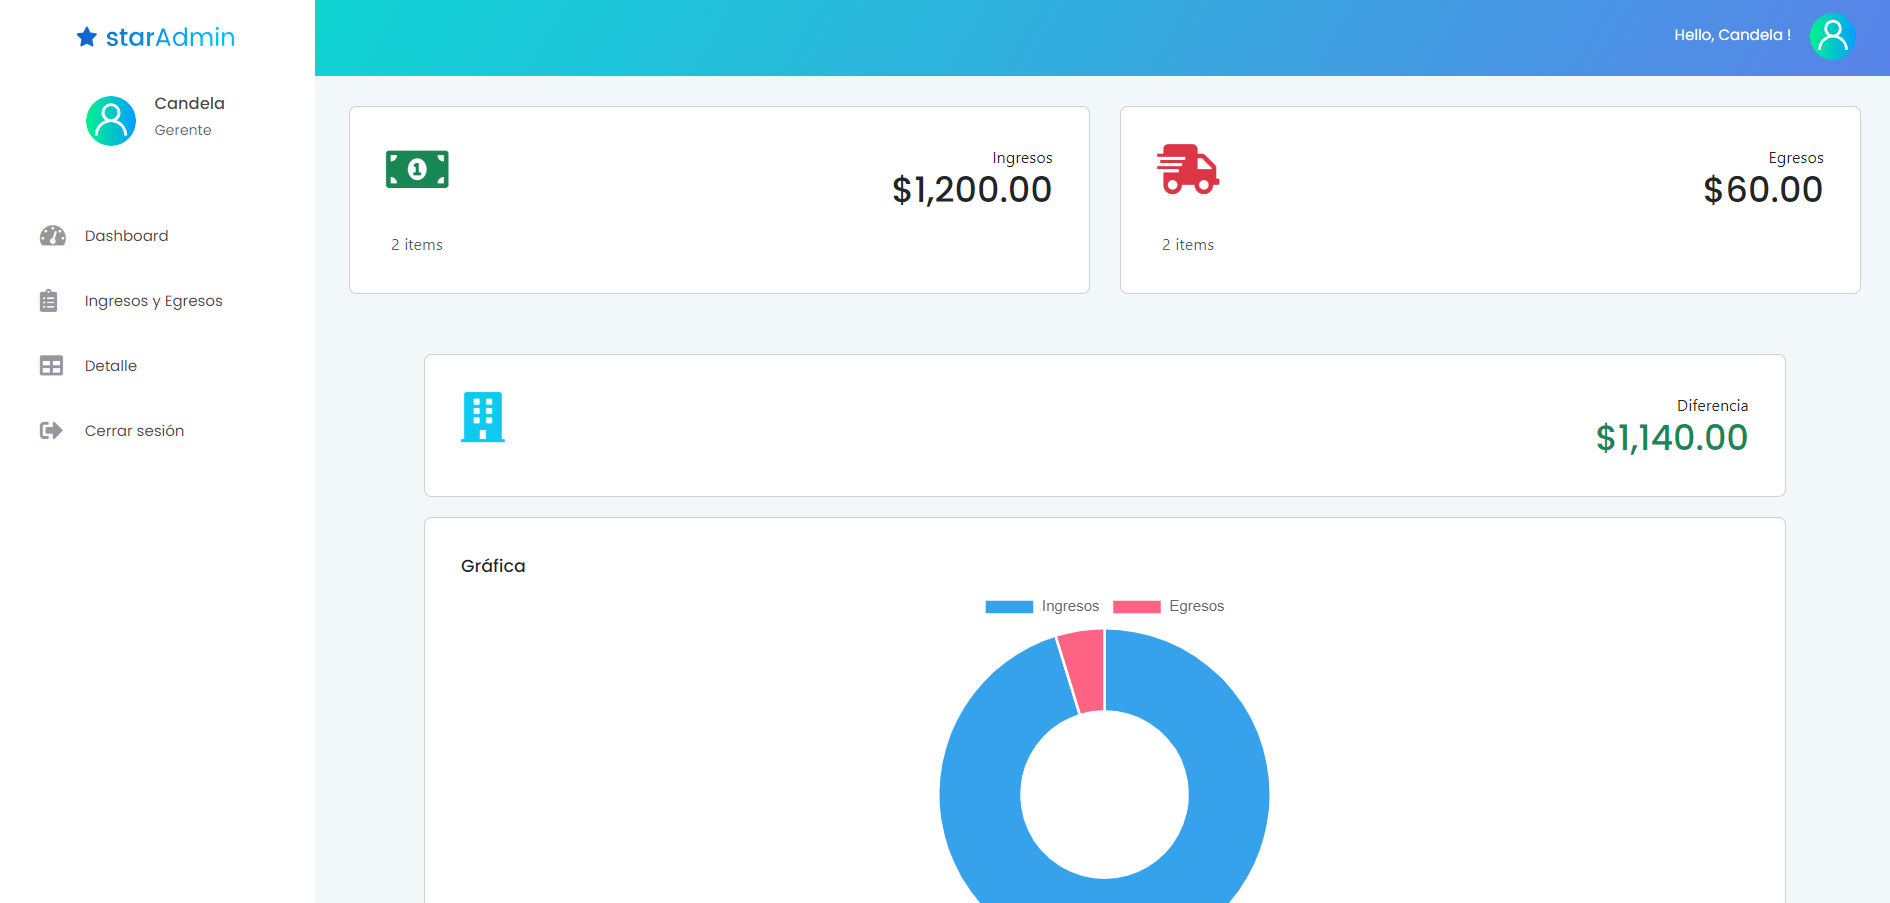 starAdmin
Hello, Candela !
Candela
Gerente
Dashboard
Ingresos y Egresos
Detalle
Cerrar sesión
1
Ingresos
$1,200.00
2 items
Egresos
$60.00
2 items
Diferencia
$1,140.00
Gráfica
Ingresos Egresos